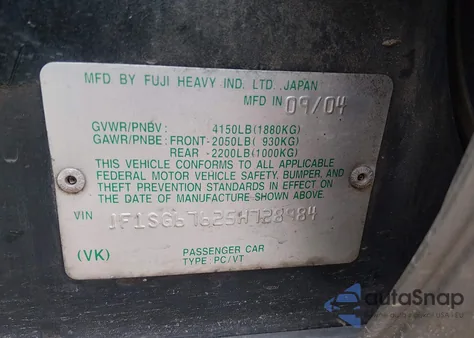 MFD BY FUJI HEAVY IND. LTD. JAPAN
MFD IN 09/04
GVWR/PNBV: 4150LB(1880KG)
GAWR/PNBE: FRONT-2050LB( 930KG)
REAR -2200LB(1000KG)
THIS VEHICLE CONFORMS TO ALL APPLICABLE
FEDERAL MOTOR VEHICLE SAFETY, BUMPER, AND
THEFT PREVENTION STANDARDS IN EFFECT ON
THE DATE OF MANUFACTURE SHOWN ABOVE.
VIN JF1SG67625H728984
(VK) PASSENGER CAR
TYPE: PC/VT
autoSnap